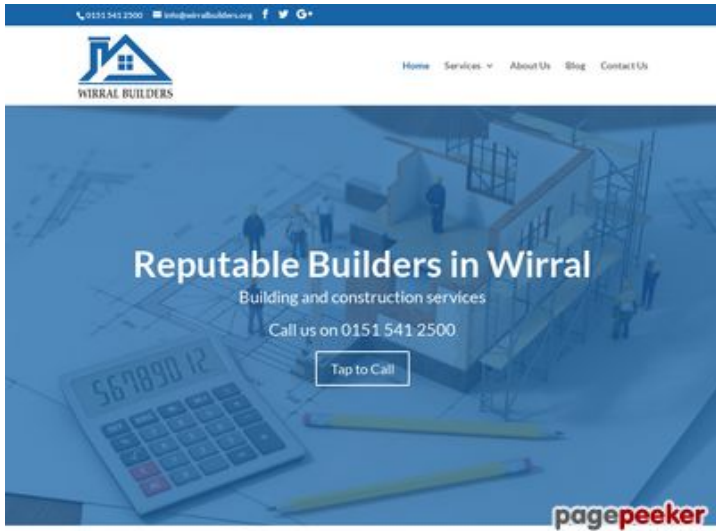 0151 541 2500 info@wirralbuilders.org f G+
WIRRAL BUILDERS
Home Services About Us Blog Contact Us
Reputable Builders in Wirral
Building and construction services
Call us on 0151 541 2500
Tap to Call
567890 12
pagepeeker